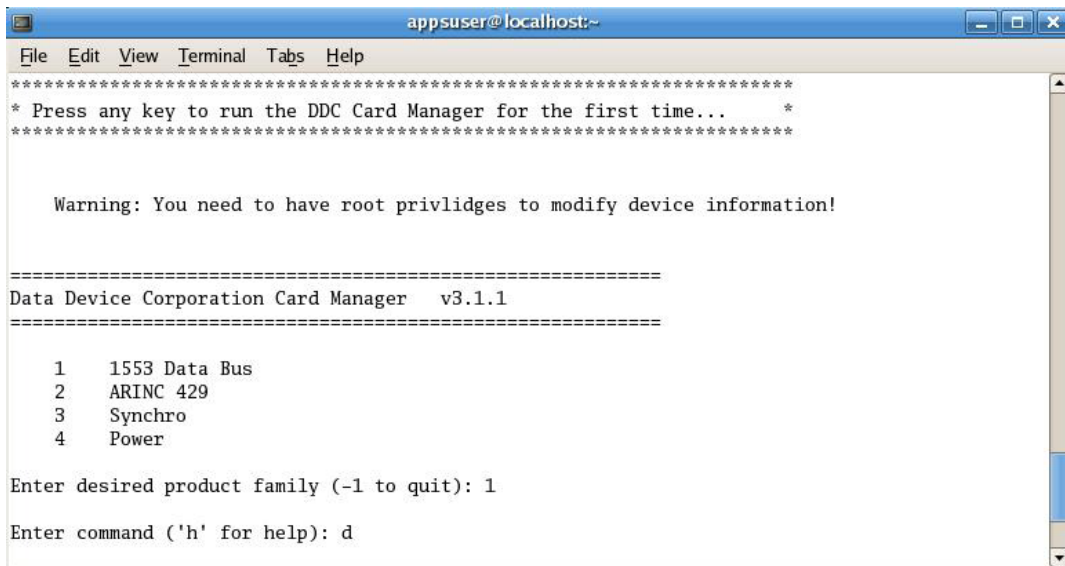 appsuser@localhost:~
File Edit View Terminal Tabs Help
***********************************************************************
* Press any key to run the DDC Card Manager for the first time...     *
***********************************************************************
Warning: You need to have root privlidges to modify device information!
===========================================================
Data Device Corporation Card Manager   v3.1.1
===========================================================
1    1553 Data Bus
2    ARINC 429
3    Synchro
4    Power
Enter desired product family (-1 to quit): 1
Enter command ('h' for help): d